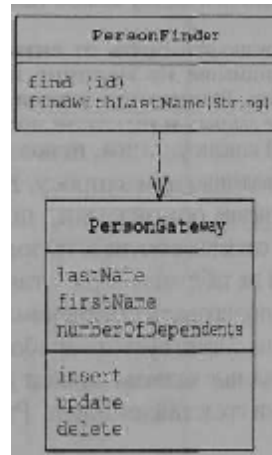 PersonFinder
find (id)
findWithLastName(String)
PersonGateway
lastName
firstName
numberOfDependents
insert
update
delete